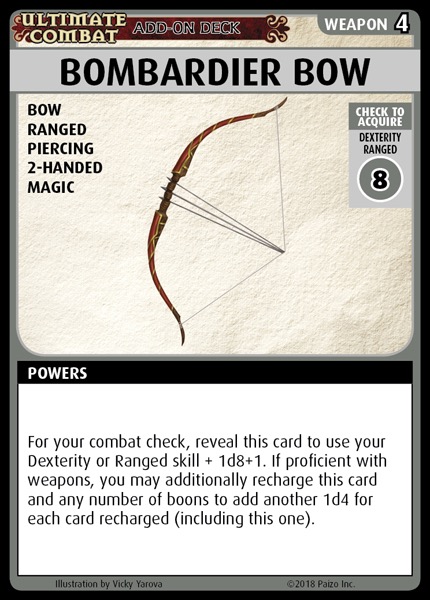 ULTIMATE COMBAT ADD-ON DECK WEAPON 4
BOMBARDIER BOW
BOW
RANGED
PIERCING
2-HANDED
MAGIC
CHECK TO
ACQUIRE
DEXTERITY
RANGED
8
POWERS
For your combat check, reveal this card to use your
Dexterity or Ranged skill + 1d8+1. If proficient with
weapons, you may additionally recharge this card
and any number of boons to add another 1d4 for
each card recharged (including this one).
Illustration by Vicky Yarova ©2018 Paizo Inc.